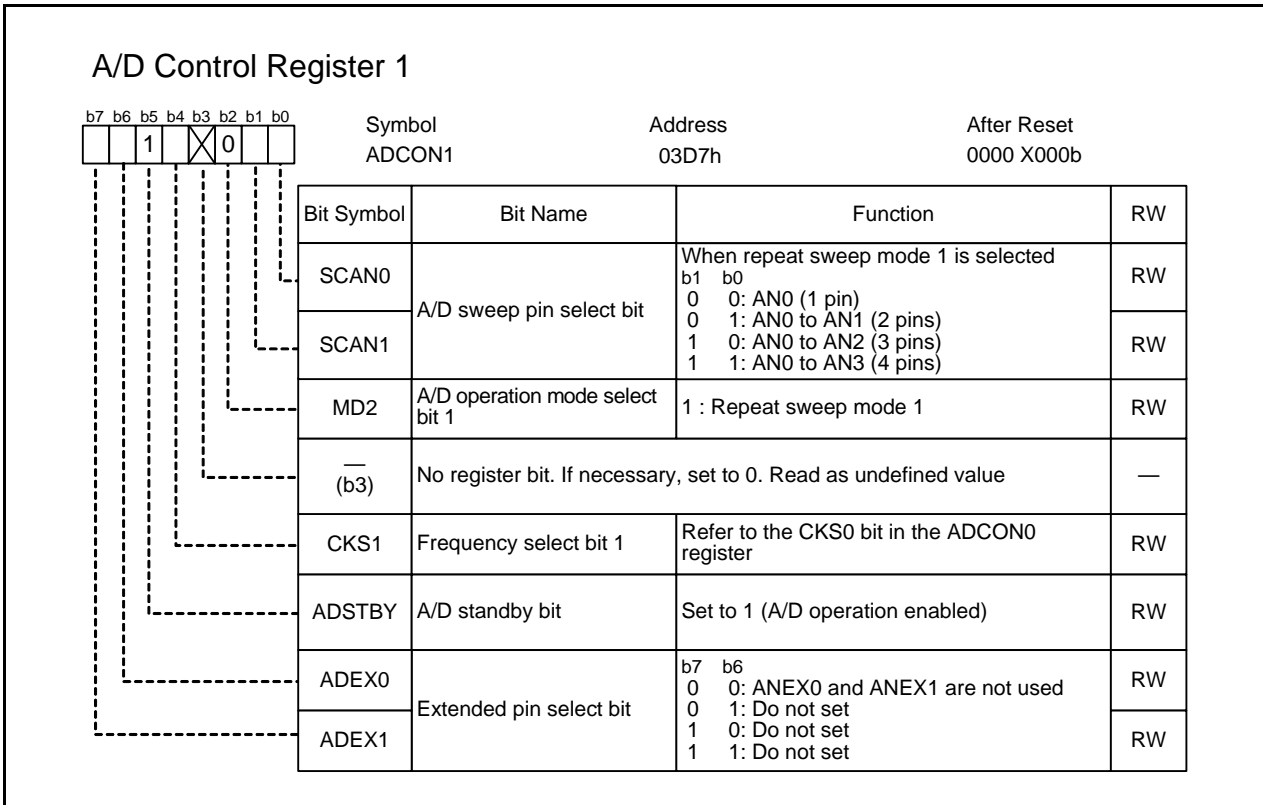 A/D Control Register 1
b7 b6 b5 b4 b3 b2 b1 b0
1 0
Symbol Address After Reset
ADCON1 03D7h 0000 X000b
Bit Symbol Bit Name Function RW
SCAN0 RW
SCAN1 RW
A/D sweep pin select bit
When repeat sweep mode 1 is selected
b1 b0
0 0: AN0 (1 pin)
0 1: AN0 to AN1 (2 pins)
1 0: AN0 to AN2 (3 pins)
1 1: AN0 to AN3 (4 pins)
MD2
A/D operation mode select
bit 1
1 : Repeat sweep mode 1
RW
—
(b3)
No register bit. If necessary, set to 0. Read as undefined value
—
CKS1
Frequency select bit 1
Refer to the CKS0 bit in the ADCON0
register
RW
ADSTBY A/D standby bit Set to 1 (A/D operation enabled) RW
ADEX0 RW
ADEX1 RW
Extended pin select bit
b7 b6
0 0: ANEX0 and ANEX1 are not used
0 1: Do not set
1 0: Do not set
1 1: Do not set